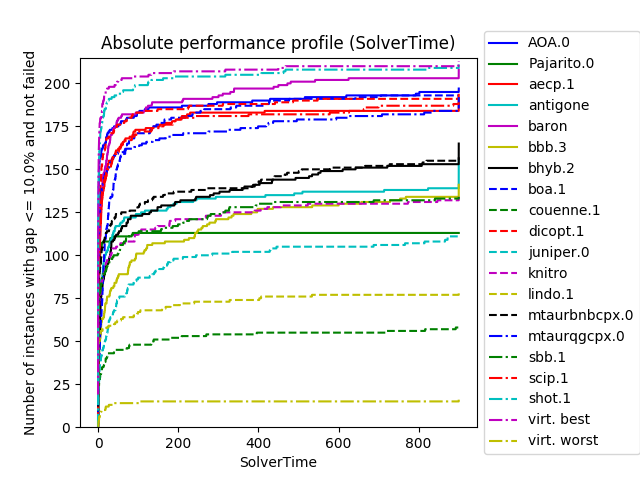 Absolute performance profile (SolverTime)
Number of instances with gap <= 10.0% and not failed
200
175
150
125
100
75
50
25
0
0 200 400 600 800
SolverTime
AOA.0
Pajarito.0
aecp.1
antigone
baron
bbb.3
bhyb.2
boa.1
couenne.1
dicopt.1
juniper.0
knitro
lindo.1
mtaurbnbcpx.0
mtaurqgcpx.0
sbb.1
scip.1
shot.1
virt. best
virt. worst